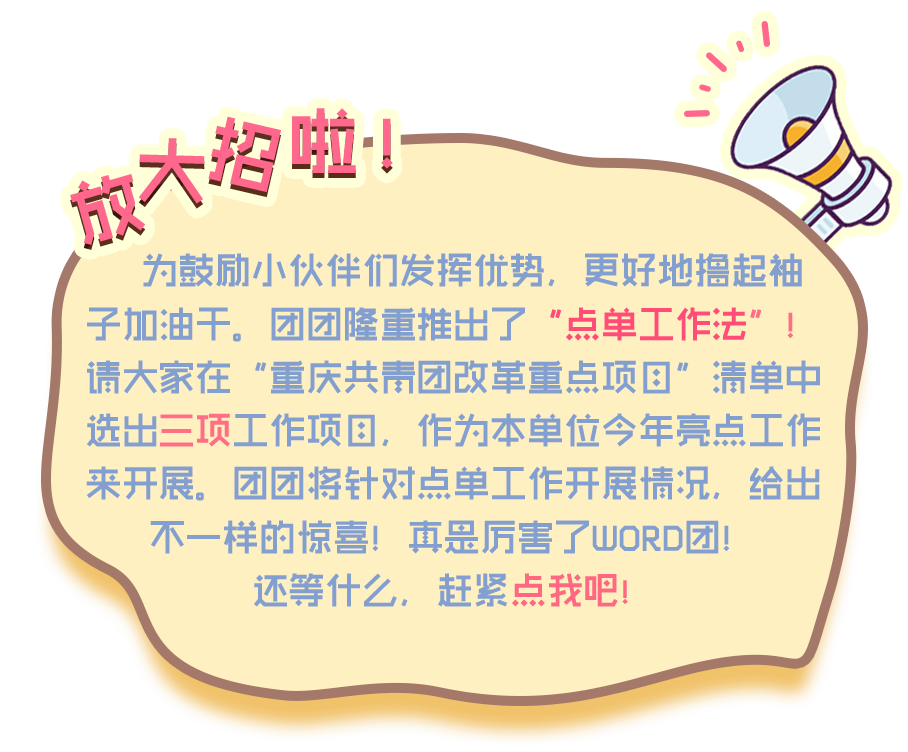 放大招啦！
为鼓励小伙伴们发挥优势，更好地撸起袖
子加油干。团团隆重推出了“点单工作法”！
请大家在“重庆共青团改革重点项目”清单中
选出三项工作项目，作为本单位今年亮点工作
来开展。团团将针对点单工作开展情况，给出
不一样的惊喜！真是厉害了WORD团！
还等什么，赶紧点我吧！